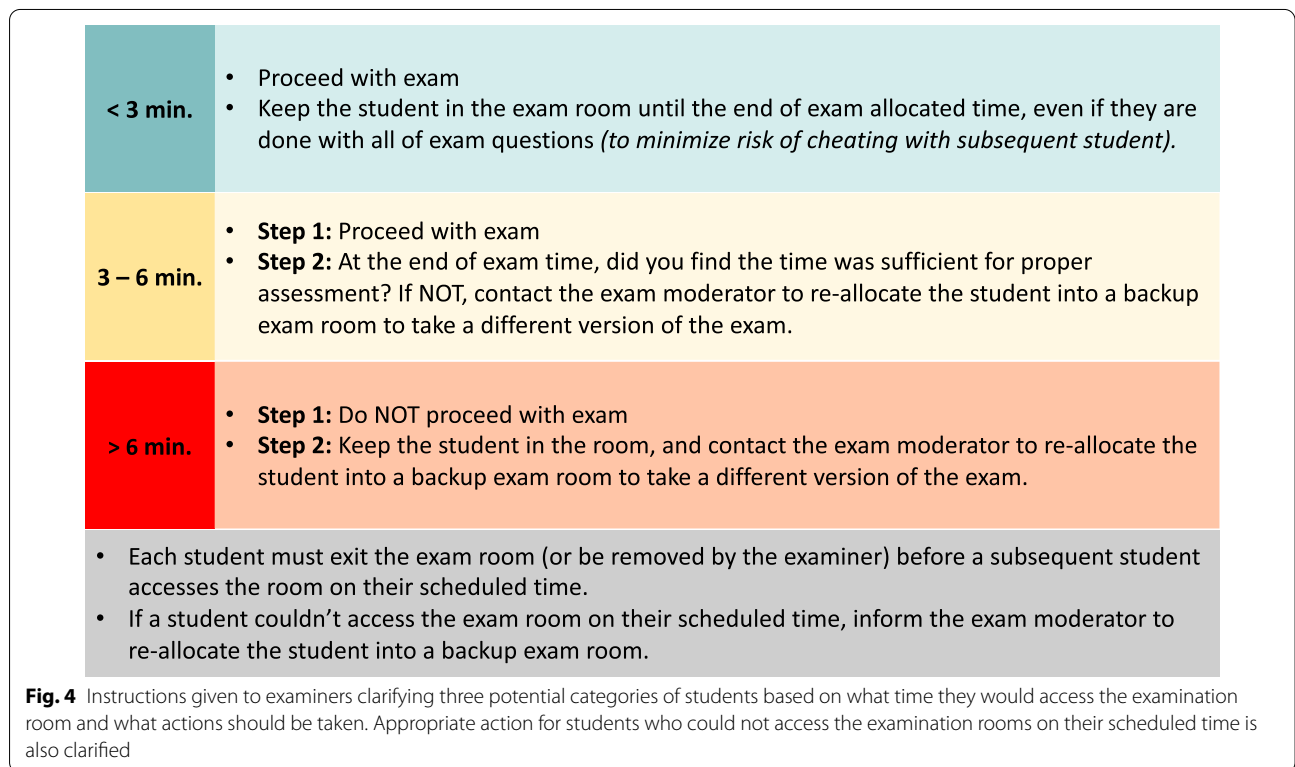 < 3 min.
• Proceed with exam
• Keep the student in the exam room until the end of exam allocated time, even if they are
done with all of exam questions (to minimize risk of cheating with subsequent student).
3 – 6 min.
• Step 1: Proceed with exam
• Step 2: At the end of exam time, did you find the time was sufficient for proper
assessment? If NOT, contact the exam moderator to re-allocate the student into a backup
exam room to take a different version of the exam.
> 6 min.
• Step 1: Do NOT proceed with exam
• Step 2: Keep the student in the room, and contact the exam moderator to re-allocate the
student into a backup exam room to take a different version of the exam.
• Each student must exit the exam room (or be removed by the examiner) before a subsequent student
accesses the room on their scheduled time.
• If a student couldn’t access the exam room on their scheduled time, inform the exam moderator to
re-allocate the student into a backup exam room.
Fig. 4 Instructions given to examiners clarifying three potential categories of students based on what time they would access the examination
room and what actions should be taken. Appropriate action for students who could not access the examination rooms on their scheduled time is
also clarified